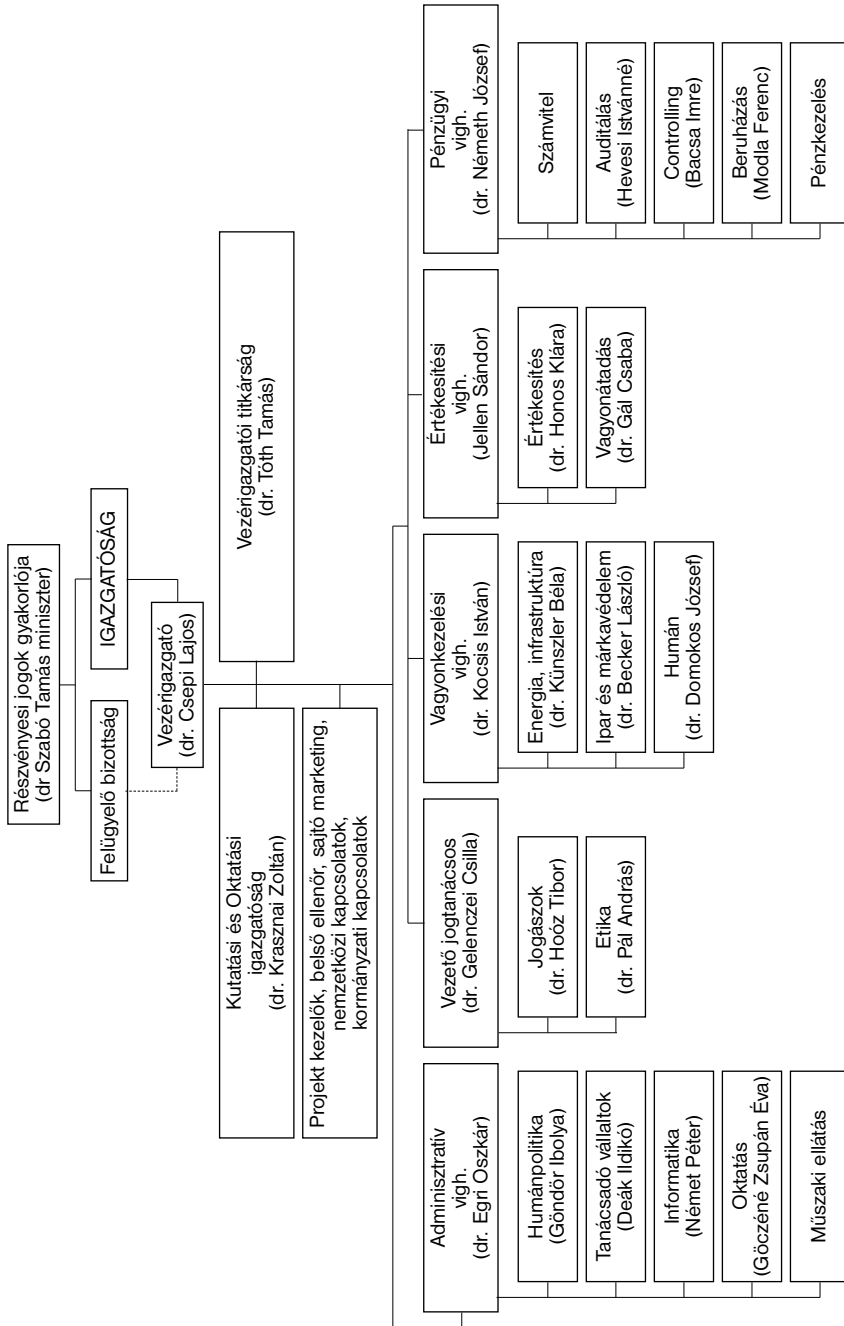 Részvényesi jogok gyakorlója
(dr Szabó Tamás miniszter)
Felügyelő bizottság
IGAZGATÓSÁG
Vezérigazgató
(dr. Csepi Lajos)
Kutatási és Oktatási
igazgatóság
(dr. Krasznai Zoltán)
Vezérigazgatói titkárság
(dr. Tóth Tamás)
Projekt kezelők, belső ellenőr, sajtó marketing,
nemzetközi kapcsolatok,
kormányzati kapcsolatok
Adminisztratív
vigh.
(dr. Egri Oszkár)
Humánpolitika
(Göndör Ibolya)
Tanácsadó vállaltok
(Deák Ildikó)
Informatika
(Német Péter)
Oktatás
(Göczéné Zsupán Éva)
Műszaki ellátás
Vezető jogtanácsos
(dr. Gelenczei Csilla)
Jogászok
(dr. Hoóz Tibor)
Etika
(dr. Pál András)
Vagyonkezelési
vigh.
(dr. Kocsis István)
Energia, infrastruktúra
(dr. Künszler Béla)
Ipar és márkavédelem
(dr. Becker László)
Humán
(dr. Domokos József)
Értékesítési
vigh.
(Jellen Sándor)
Értékesítés
(dr. Honos Klára)
Vagyonátadás
(dr. Gál Csaba)
Pénzügyi
vigh.
(dr. Németh József)
Számvitel
Auditálás
(Hevesi Istvánné)
Controlling
(Bacsa Imre)
Beruházás
(Modla Ferenc)
Pénzkezelés